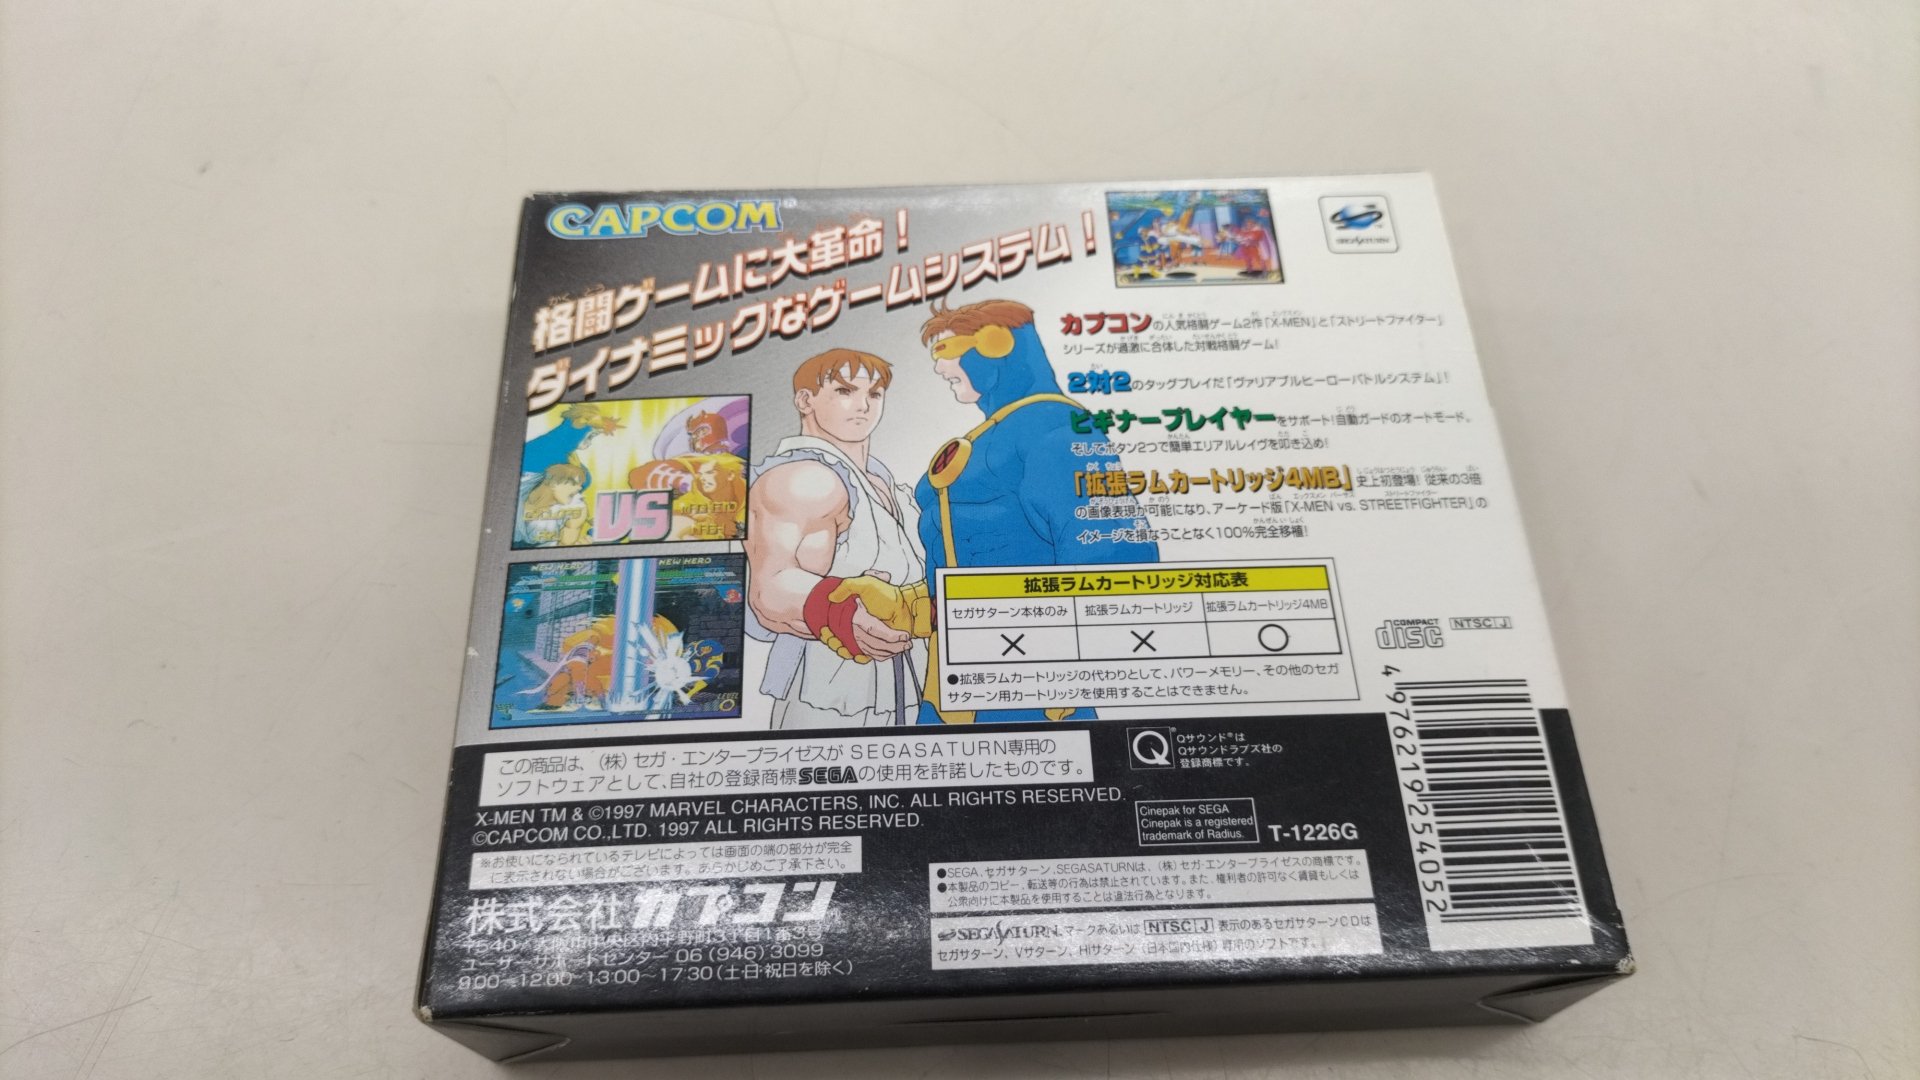 CAPCOM
格闘ゲームに大革命!
ダイナミックなゲームシステム!
SEGASATURN
カプコンの人気格闘ゲーム2作「X-MEN」と「ストリートファイター」
シリーズが過激に合体した対戦格闘ゲーム!
2対2のタッグプレイだ「ヴァリアブルヒーローバトルシステム」!
ビギナープレイヤーをサポート!自動ガードのオートモード。
そしてボタン2つで簡単エリアルレイヴを叩き込め!
「拡張ラムカートリッジ4MB」史上初登場! 従来の3倍
の画像表現が可能になり、アーケード版「X-MEN vs. STREETFIGHTER」の
イメージを損なうことなく100%完全移植!
VS
NEW HERO NEW HERO
LEVEL
拡張ラムカートリッジ対応表
セガサターン本体のみ 拡張ラムカートリッジ 拡張ラムカートリッジ4MB
× × ○
●拡張ラムカートリッジの代わりとして、パワーメモリー、その他のセガ
サターン用カートリッジを使用することはできません。
COMPACT disc NTSC J
4976219254052
この商品は、(株)セガ・エンタープライゼスがSEGASATURN専用の
ソフトウェアとして、自社の登録商標SEGAの使用を許諾したものです。
Qサウンド®は
Qサウンドラブズ社の
登録商標です。
X-MEN TM & ©1997 MARVEL CHARACTERS, INC. ALL RIGHTS RESERVED.
©CAPCOM CO.,LTD. 1997 ALL RIGHTS RESERVED.
Cinepak for SEGA
Cinepak is a registered
trademark of Radius.
T-1226G
※お使いになられているテレビによっては画面の端の部分が完全
に表示されない場合がございます。あらかじめご了承下さい。
株式会社カプコン
〒540 大阪市中央区内平野町3丁目1番3号
ユーザーサポートセンター 06(946)3099
9:00~12:00 13:00~17:30(土・日・祝日を除く)
●SEGA、セガサターン、SEGASATURNは、(株)セガ・エンタープライゼスの商標です。
●本製品のコピー、転送等の行為は禁止されています。また、権利者の許可なく賃貸もしくは
公衆向けに本製品を使用することは違法行為となります。
SEGASATURN マークあるいは NTSC J 表示のあるセガサターンCDは
セガサターン、Vサターン、Hiサターン(日本国内仕様)専用のソフトです。